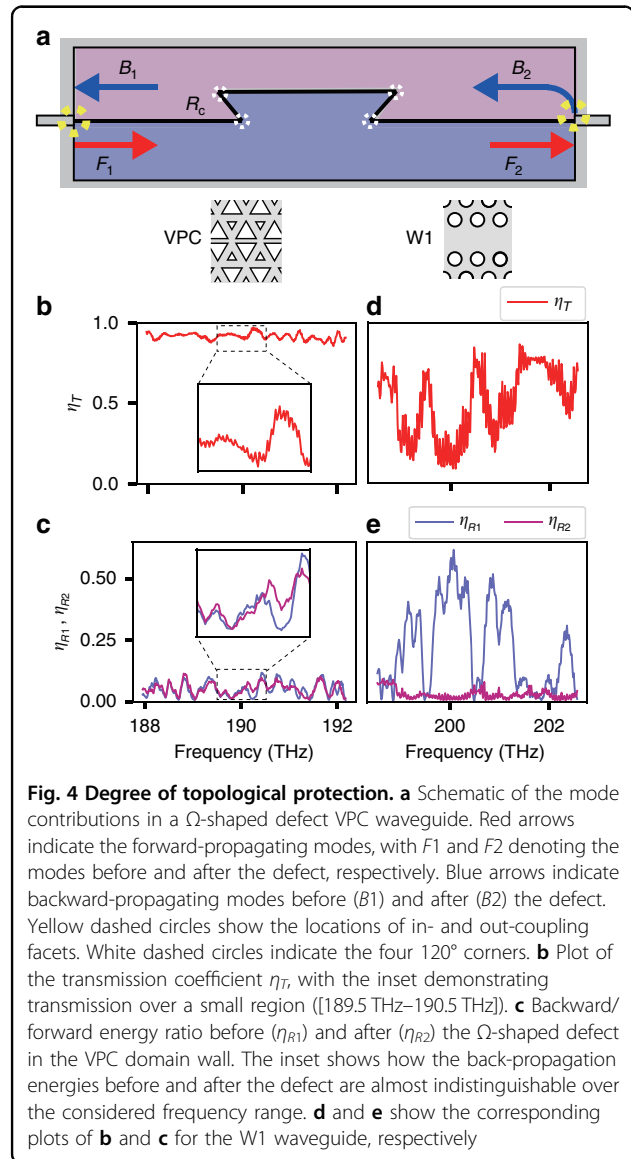 a
B1
B2
Rc
F1
F2
VPC
W1
b
d
ηT
1.0
0.5
0.0
ηT
c
e
ηR1
ηR2
0.50
0.25
0.00
ηR1 , ηR2
188
190
192
200
202
Frequency (THz)
Frequency (THz)
Fig. 4 Degree of topological protection. a Schematic of the mode
contributions in a Ω-shaped defect VPC waveguide. Red arrows
indicate the forward-propagating modes, with F1 and F2 denoting the
modes before and after the defect, respectively. Blue arrows indicate
backward-propagating modes before (B1) and after (B2) the defect.
Yellow dashed circles show the locations of in- and out-coupling
facets. White dashed circles indicate the four 120° corners. b Plot of
the transmission coefficient ηT, with the inset demonstrating
transmission over a small region ([189.5 THz–190.5 THz]). c Backward/
forward energy ratio before (ηR1) and after (ηR2) the Ω-shaped defect
in the VPC domain wall. The inset shows how the back-propagation
energies before and after the defect are almost indistinguishable over
the considered frequency range. d and e show the corresponding
plots of b and c for the W1 waveguide, respectively